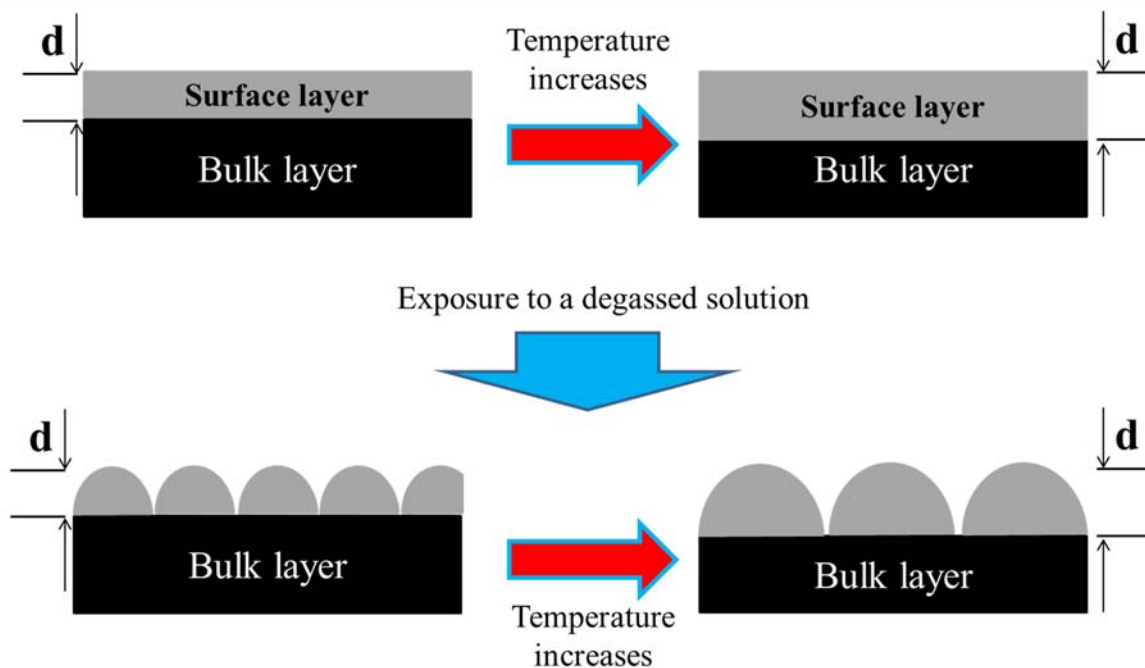 d
Temperature
increases
d
Surface layer
Surface layer
Bulk layer
Bulk layer
Exposure to a degassed solution
d
d
Bulk layer
Bulk layer
Temperature
increases